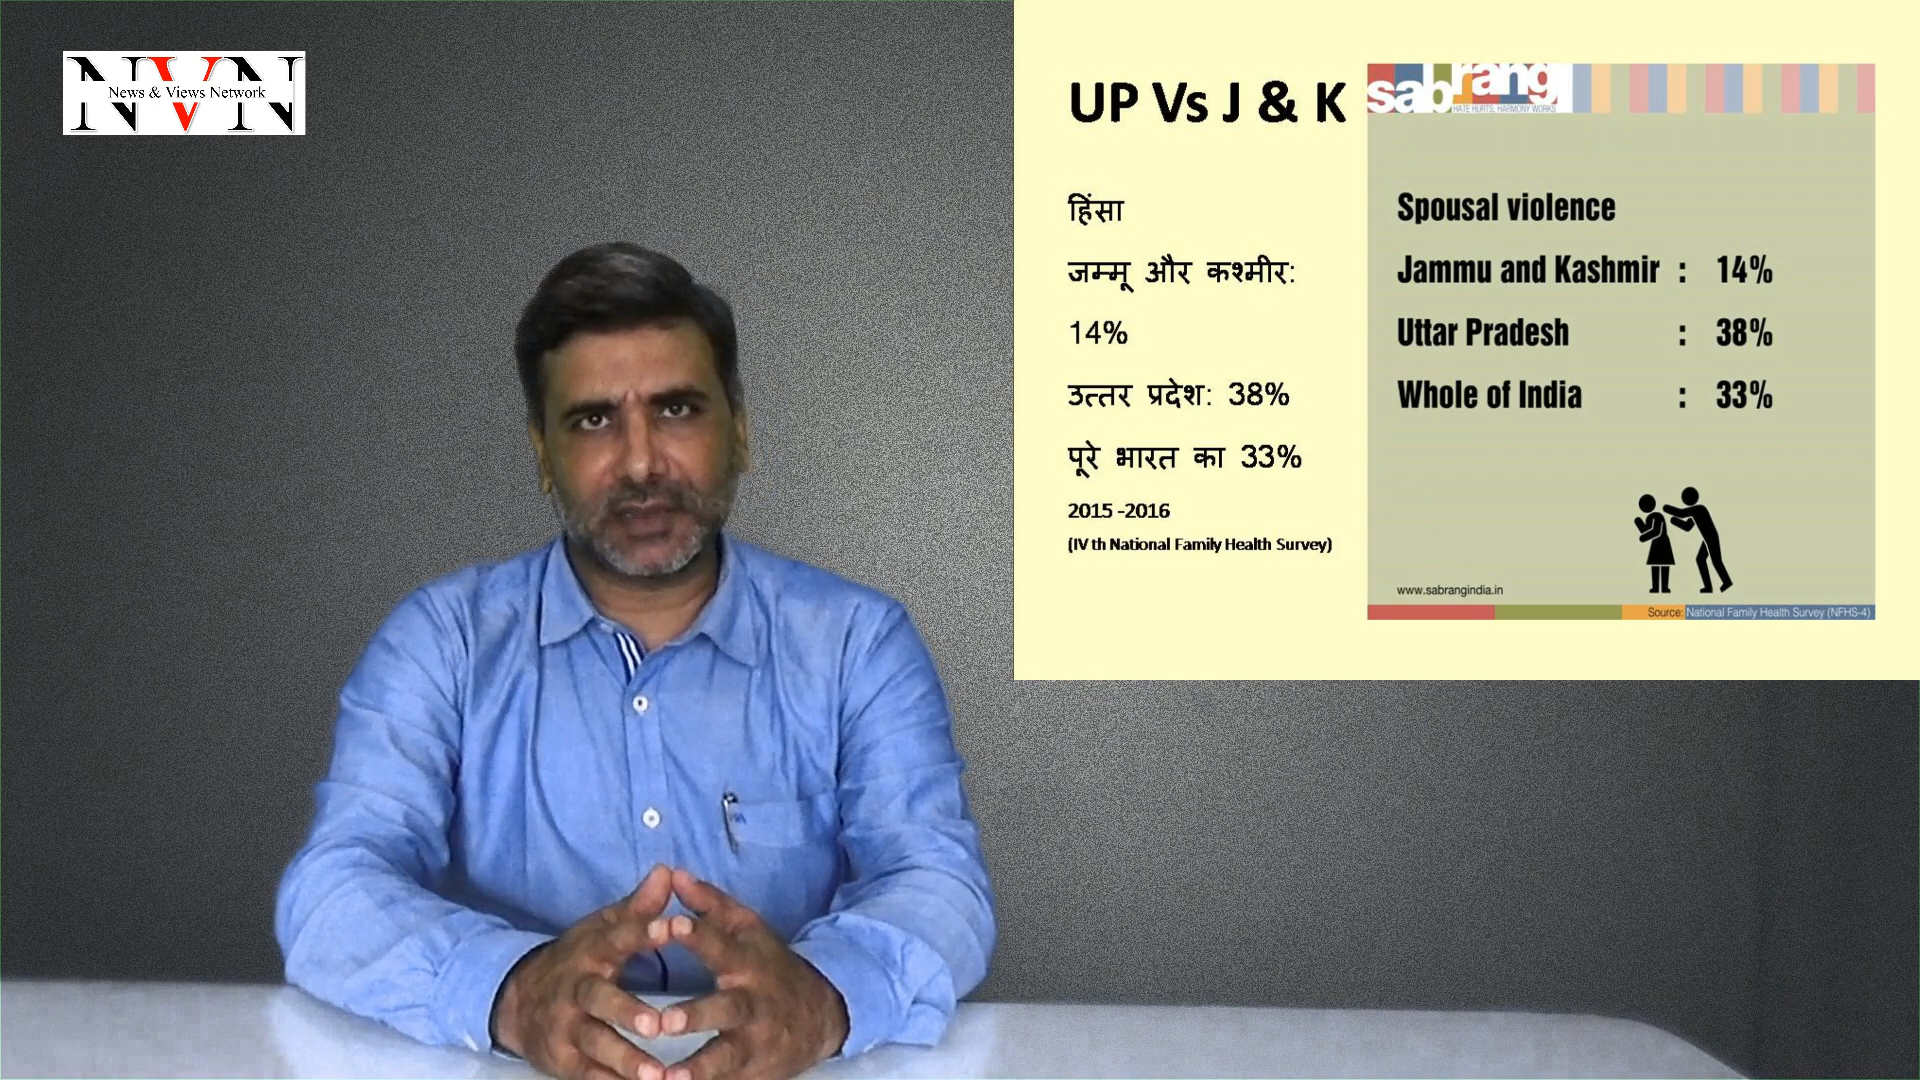 NVN
News & Views Network
UP Vs J & K
हिंसा
जम्मू और कश्मीर:
14%
उत्तर प्रदेश: 38%
पूरे भारत का 33%
2015 -2016
(IV th National Family Health Survey)
sabrang
HATE HURTS, HARMONY WORKS
Spousal violence
Jammu and Kashmir : 14%
Uttar Pradesh : 38%
Whole of India : 33%
www.sabrangindia.in
Source: National Family Health Survey (NFHS-4)